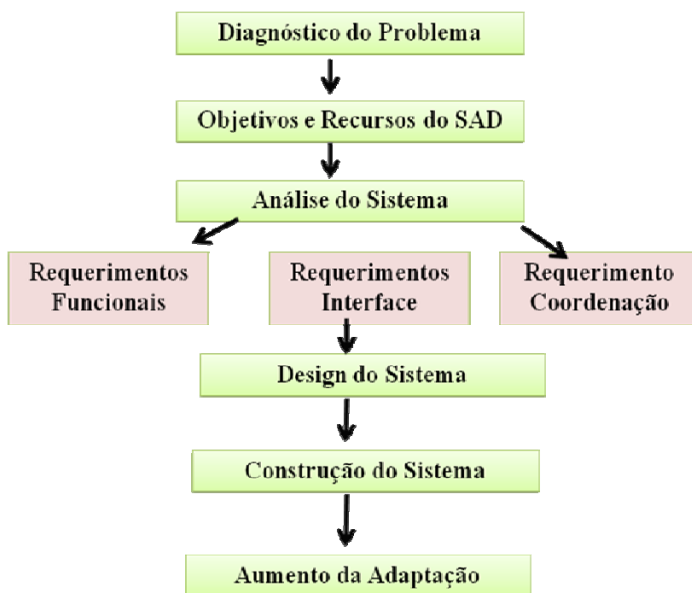 Diagnóstico do Problema
Objetivos e Recursos do SAD
Análise do Sistema
Requerimentos
Funcionais
Requerimentos
Interface
Requerimento
Coordenação
Design do Sistema
Construção do Sistema
Aumento da Adaptação